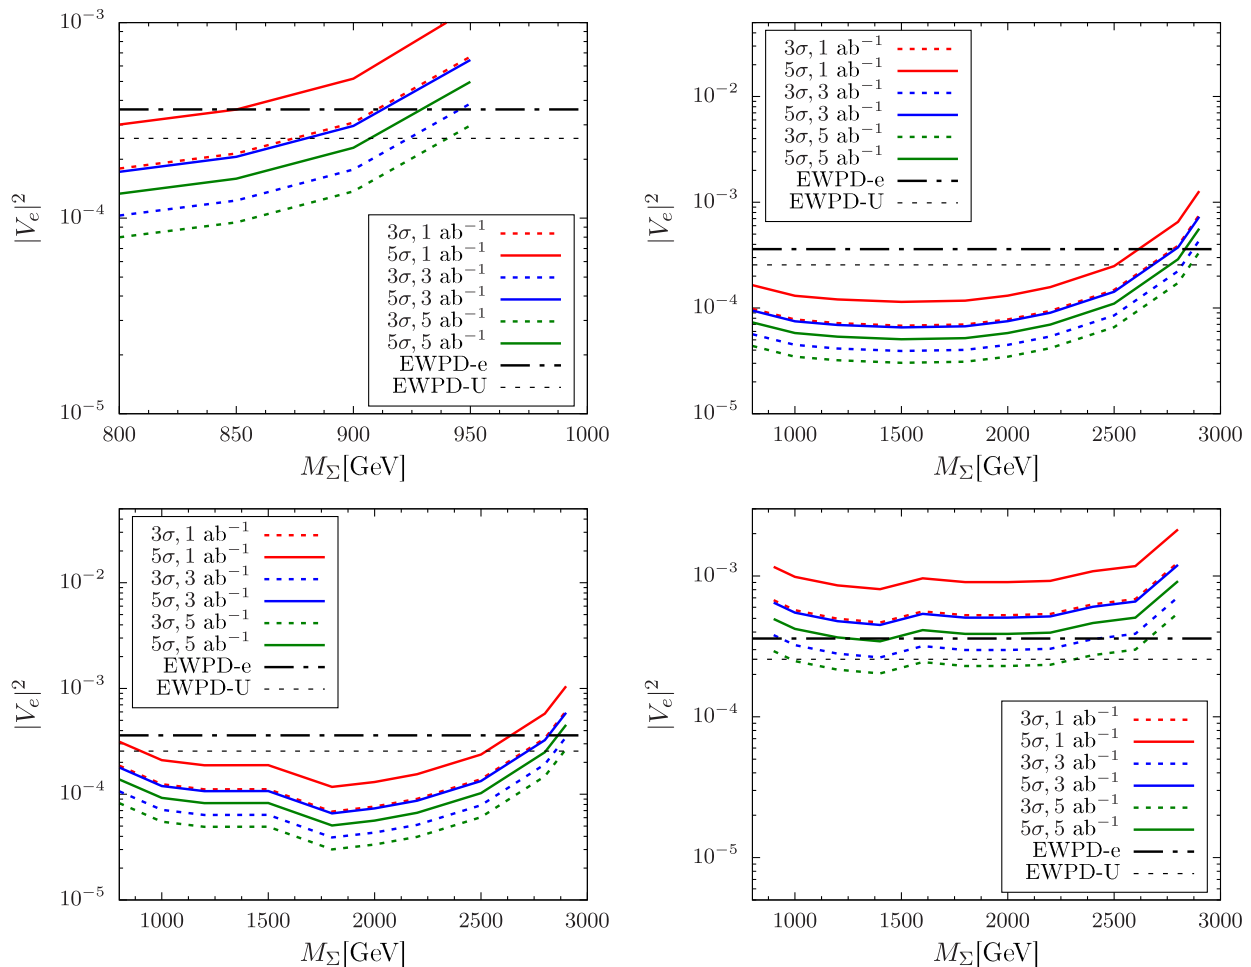 10⁻³
10⁻⁴
10⁻⁵
|Vₑ|²
3σ, 1 ab⁻¹
5σ, 1 ab⁻¹
3σ, 3 ab⁻¹
5σ, 3 ab⁻¹
3σ, 5 ab⁻¹
5σ, 5 ab⁻¹
EWPD-e
EWPD-U
800 850 900 950 1000
M_Σ[GeV]
10⁻²
10⁻³
10⁻⁴
10⁻⁵
|Vₑ|²
3σ, 1 ab⁻¹
5σ, 1 ab⁻¹
3σ, 3 ab⁻¹
5σ, 3 ab⁻¹
3σ, 5 ab⁻¹
5σ, 5 ab⁻¹
EWPD-e
EWPD-U
1000 1500 2000 2500 3000
M_Σ[GeV]
10⁻²
10⁻³
10⁻⁴
10⁻⁵
|Vₑ|²
3σ, 1 ab⁻¹
5σ, 1 ab⁻¹
3σ, 3 ab⁻¹
5σ, 3 ab⁻¹
3σ, 5 ab⁻¹
5σ, 5 ab⁻¹
EWPD-e
EWPD-U
1000 1500 2000 2500 3000
M_Σ[GeV]
10⁻³
10⁻⁴
10⁻⁵
|Vₑ|²
3σ, 1 ab⁻¹
5σ, 1 ab⁻¹
3σ, 3 ab⁻¹
5σ, 3 ab⁻¹
3σ, 5 ab⁻¹
5σ, 5 ab⁻¹
EWPD-e
EWPD-U
1000 1500 2000 2500 3000
M_Σ[GeV]